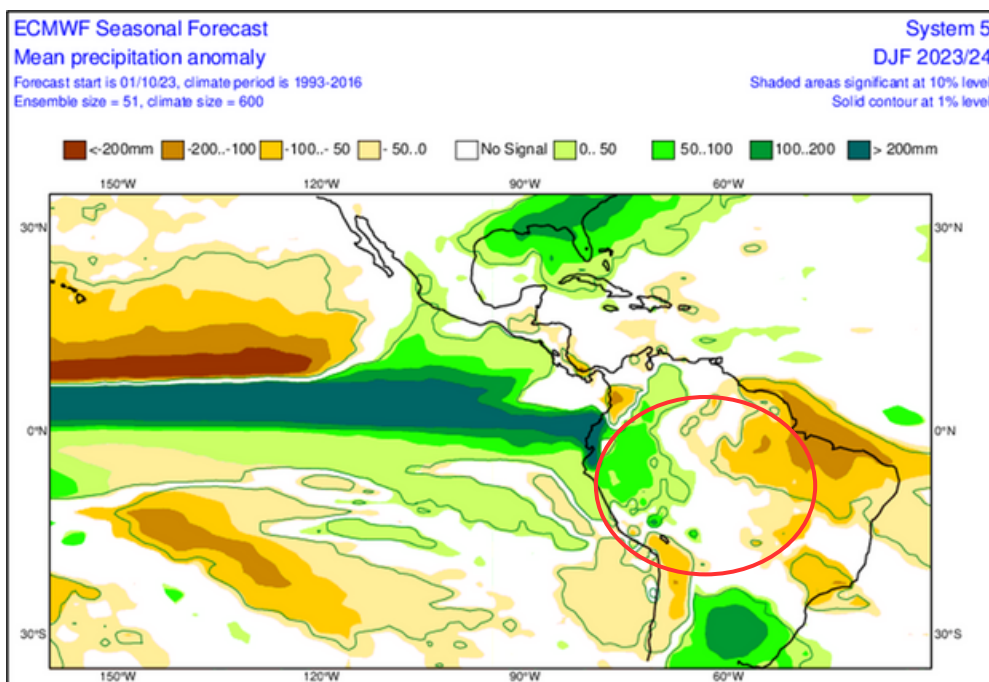 ECMWF Seasonal Forecast
System 5
Mean precipitation anomaly
DJF 2023/24
Forecast start is 01/10/23, climate period is 1993-2016
Shaded areas significant at 10% level
Ensemble size = 51, climate size = 600
Solid contour at 1% level
<-200mm -200..-100 -100..- 50 - 50..0 No Signal 0.. 50 50..100 100..200 > 200mm
150°W 120°W 90°W 60°W
30°N 30°N
0°N 0°N
30°S 30°S
150°W 120°W 90°W 60°W